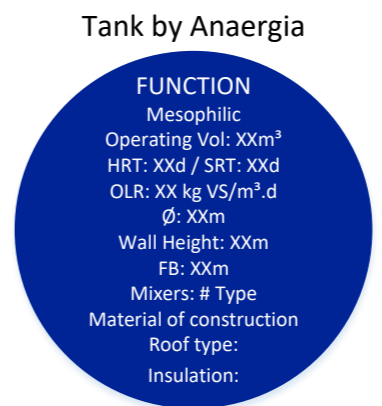 Tank by Anaergia
FUNCTION
Mesophilic
Operating Vol: XXm³
HRT: XXd / SRT: XXd
OLR: XX kg VS/m³.d
Ø: XXm
Wall Height: XXm
FB: XXm
Mixers: # Type
Material of construction
Roof type:
Insulation: